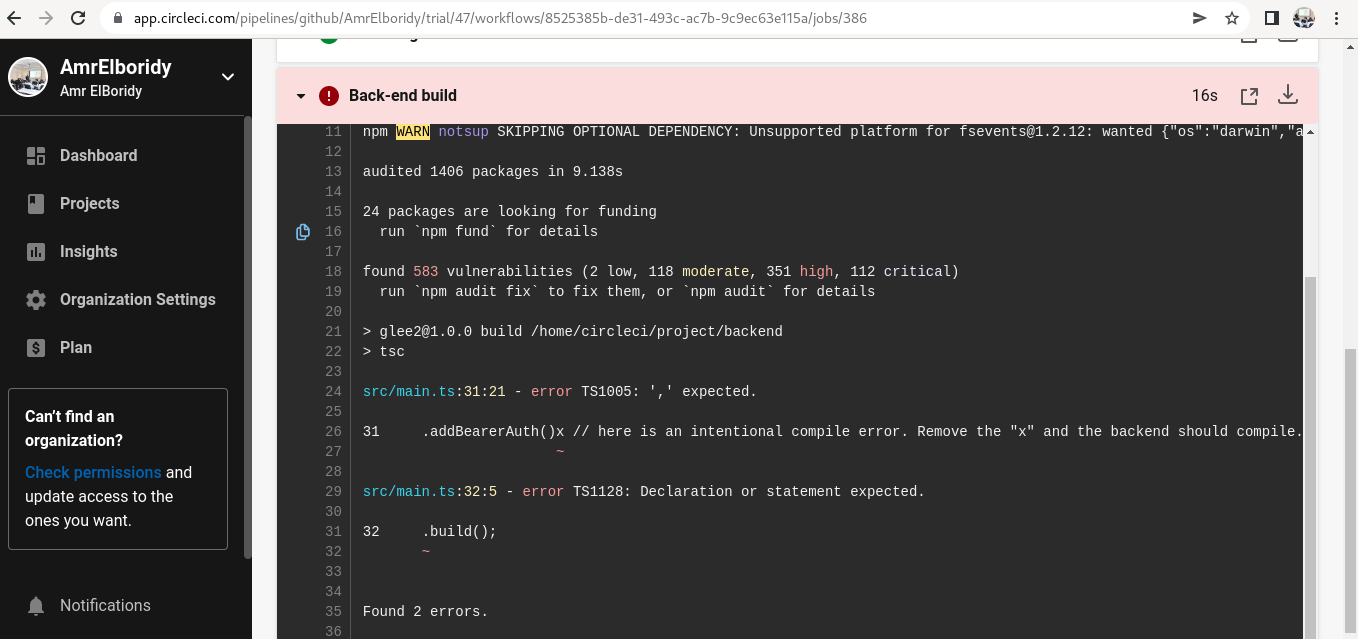 app.circleci.com/pipelines/github/AmrElboridy/trial/47/workflows/8525385b-de31-493c-ac7b-9c9ec63e115a/jobs/386
AmrElboridy
Amr ElBoridy
Dashboard
Projects
Insights
Organization Settings
Plan
Can’t find an
organization?
Check permissions and
update access to the
ones you want.
Notifications
Back-end build
16s
11 npm WARN notsup SKIPPING OPTIONAL DEPENDENCY: Unsupported platform for fsevents@1.2.12: wanted {"os":"darwin","a
12
13 audited 1406 packages in 9.138s
14
15 24 packages are looking for funding
16 run `npm fund` for details
17
18 found 583 vulnerabilities (2 low, 118 moderate, 351 high, 112 critical)
19 run `npm audit fix` to fix them, or `npm audit` for details
20
21 > glee2@1.0.0 build /home/circleci/project/backend
22 > tsc
23
24 src/main.ts:31:21 - error TS1005: ',' expected.
25
26 31 .addBearerAuth()x // here is an intentional compile error. Remove the "x" and the backend should compile.
27 ~
28
29 src/main.ts:32:5 - error TS1128: Declaration or statement expected.
30
31 32 .build();
32 ~
33
34
35 Found 2 errors.
36